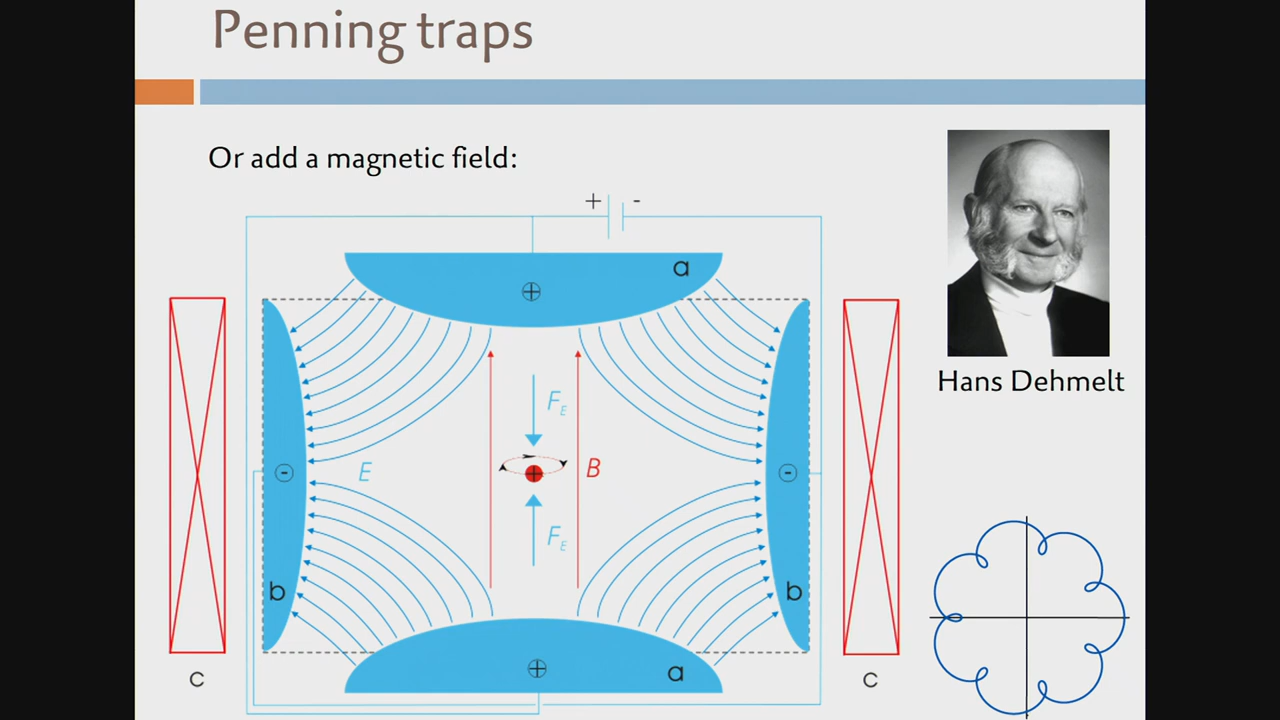 Penning traps
Or add a magnetic field:
+ -
a
+
F_E
E
B
- + -
F_E
b b
+
a
c c
Hans Dehmelt